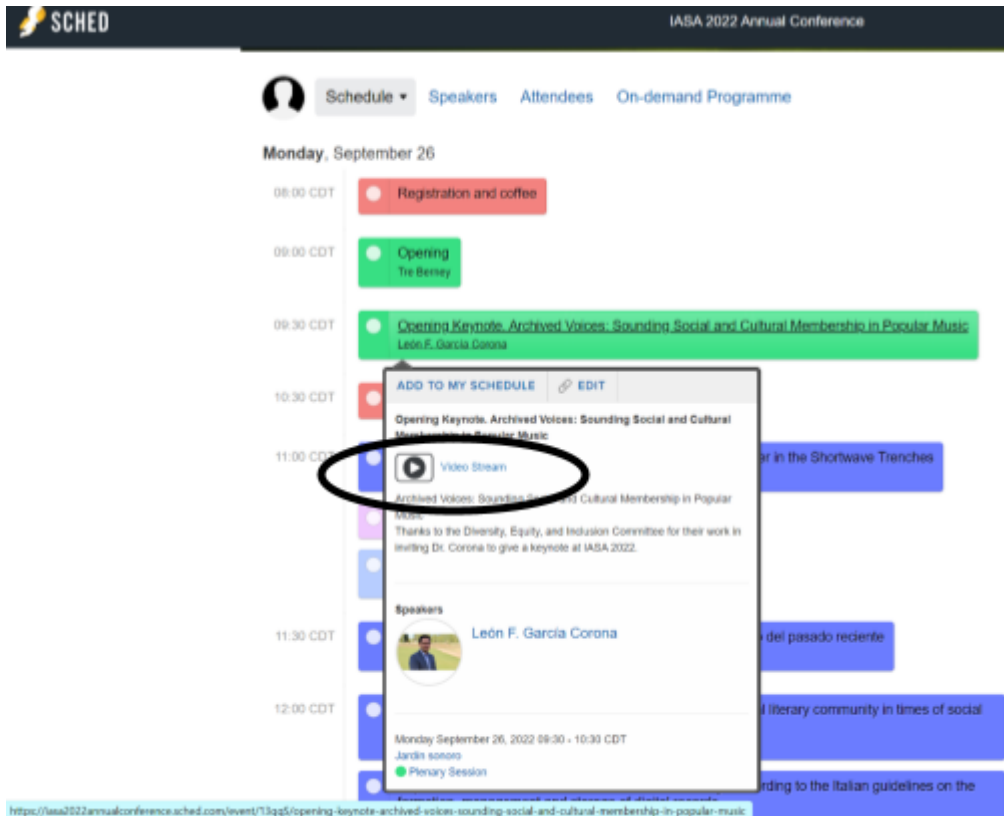 SCHED
IASA 2022 Annual Conference
Schedule
Speakers
Attendees
On-demand Programme
Monday, September 26
08:00 CDT
Registration and coffee
09:00 CDT
Opening
Tre Berney
09:30 CDT
Opening Keynote. Archived Voices: Sounding Social and Cultural Membership in Popular Music
León F. García Corona
ADD TO MY SCHEDULE
EDIT
10:30 CDT
Opening Keynote. Archived Voices: Sounding Social and Cultural
Membership in Popular Music
11:00 CDT
er in the Shortwave Trenches
Video Stream
Archived Voices: Sounding Social and Cultural Membership in Popular
Music
Thanks to the Diversity, Equity, and Inclusion Committee for their work in
inviting Dr. Corona to give a keynote at IASA 2022.
Speakers
León F. García Corona
11:30 CDT
del pasado reciente
12:00 CDT
literary community in times of social
Monday September 26, 2022 09:30 - 10:30 CDT
Jardín sonoro
Plenary Session
rding to the Italian guidelines on the
https://iasa2022annualconference.sched.com/event/13qqS/opening-keynote-archived-voices-sounding-social-and-cultural-membership-in-popular-music